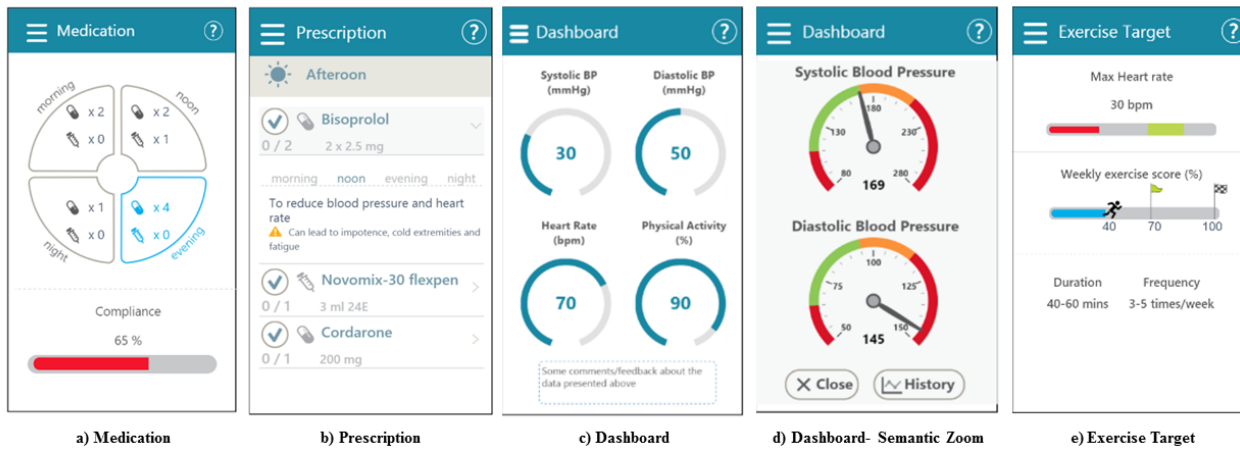 Medication
?
morning
noon
x 2
x 2
x 0
x 1
x 1
x 4
x 0
x 0
night
evening
Compliance
65 %
a) Medication
Prescription
?
Afteroon
Bisoprolol
0 / 2
2 x 2.5 mg
morning noon evening night
To reduce blood pressure and heart
rate
Can lead to impotence, cold extremities and
fatigue
Novomix-30 flexpen
0 / 1
3 ml 24E
Cordarone
0 / 1
200 mg
b) Prescription
Dashboard
?
Systolic BP
(mmHg)
Diastolic BP
(mmHg)
30
50
Heart Rate
(bpm)
Physical Activity
(%)
70
90
Some comments/feedback about the
data presented above
c) Dashboard
Dashboard
?
Systolic Blood Pressure
180
130
230
80
280
169
Diastolic Blood Pressure
100
75
125
50
150
145
Close
History
d) Dashboard- Semantic Zoom
Exercise Target
?
Max Heart rate
30 bpm
Weekly exercise score (%)
40
70
100
Duration
Frequency
40-60 mins
3-5 times/week
e) Exercise Target